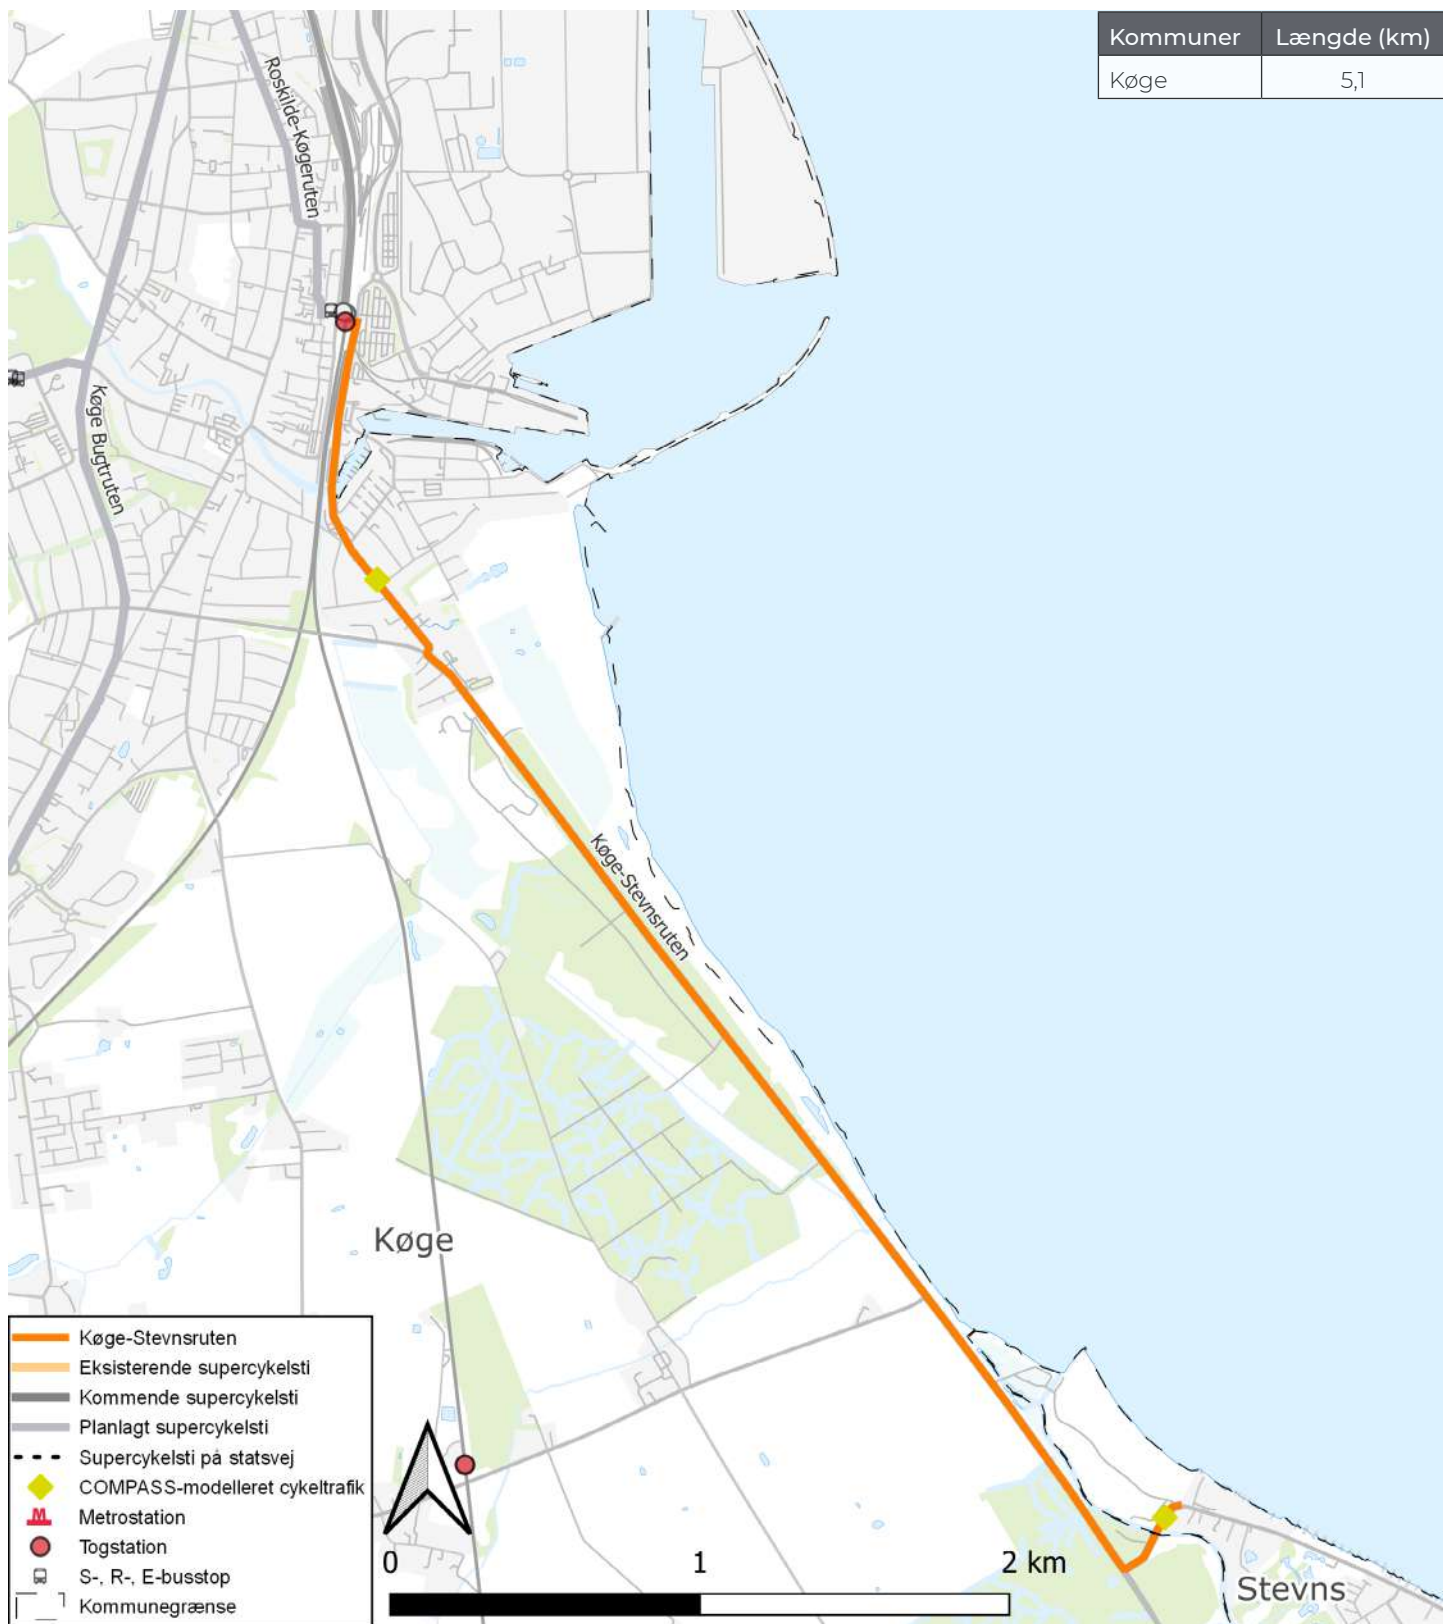 Kommuner Længde (km)
Køge 5,1
Roskilde-Køgeruten
Køge Bugtruten
Køge-Stevnsruten
Køge
Køge-Stevnsruten
Eksisterende supercykelsti
Kommende supercykelsti
Planlagt supercykelsti
Supercykelsti på statsvej
COMPASS-modelleret cykeltrafik
M Metrostation
Togstation
S-, R-, E-busstop
Kommunegrænse
0 1 2 km
Stevns